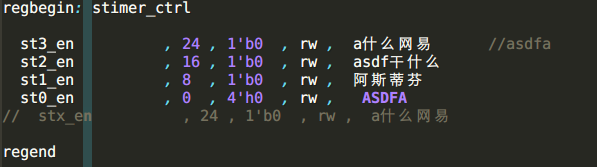 regbegin: stimer_ctrl
st3_en , 24 , 1'b0 , rw , a什么网易 //asdfa
st2_en , 16 , 1'b0 , rw , asdf干什么
st1_en , 8 , 1'b0 , rw , 阿斯蒂芬
st0_en , 0 , 4'h0 , rw , ASDFA
// stx_en , 24 , 1'b0 , rw , a什么网易
regend